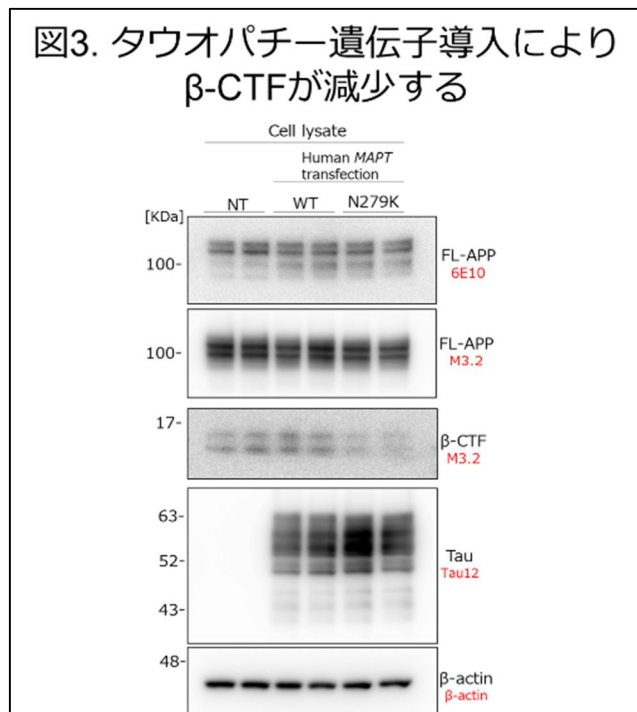 図3. タウオパチー遺伝子導入により
β-CTFが減少する
Cell lysate
Human MAPT
transfection
[KDa]
NT
WT
N279K
100-
FL-APP
6E10
100-
FL-APP
M3.2
17-
β-CTF
M3.2
63-
52-
43-
Tau
Tau12
48-
β-actin
β-actin